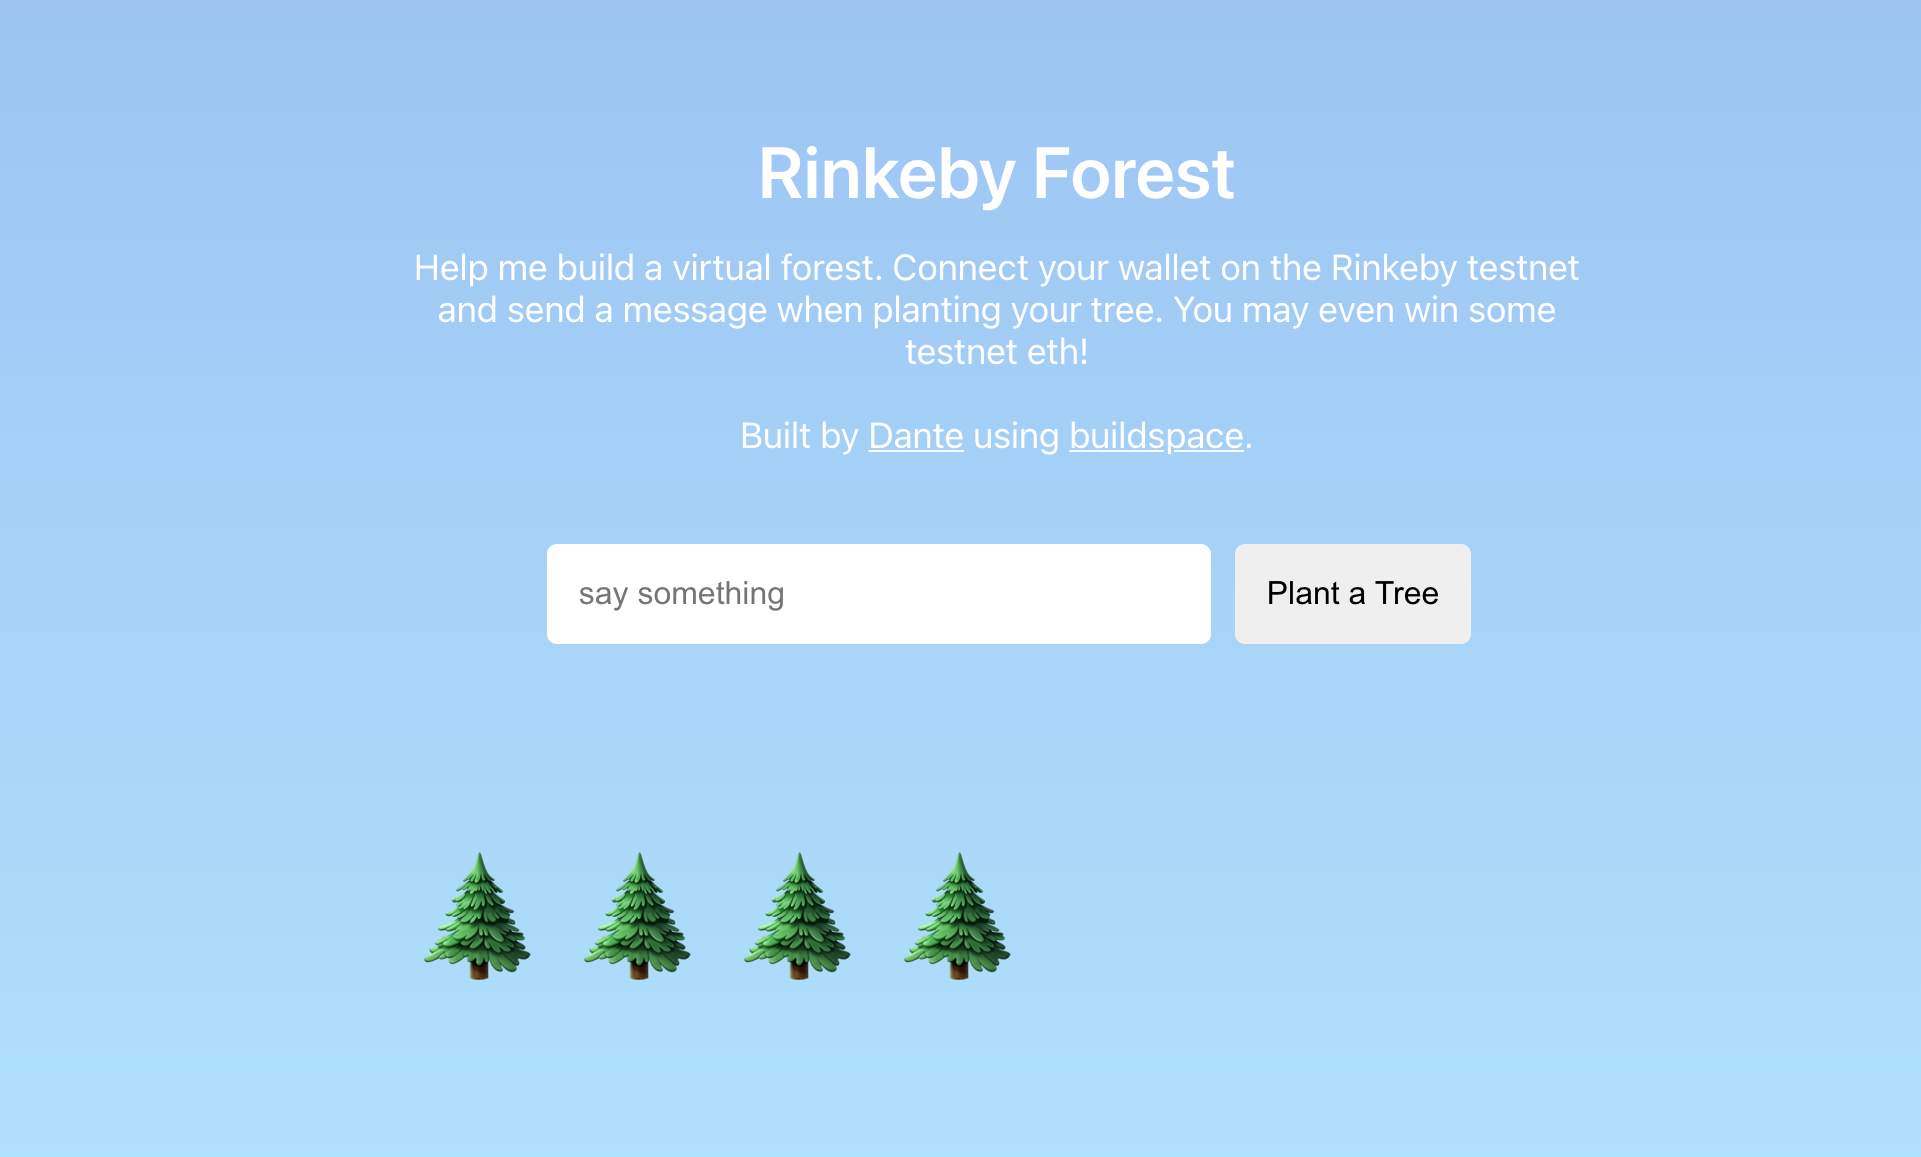 Rinkeby Forest
Help me build a virtual forest. Connect your wallet on the Rinkeby testnet
and send a message when planting your tree. You may even win some
testnet eth!
Built by Dante using buildspace.
say something
Plant a Tree